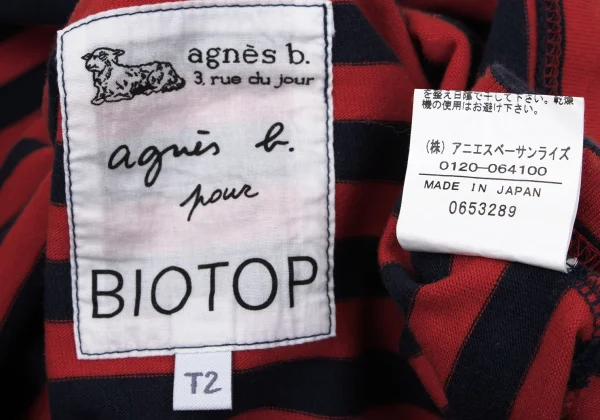 agnès b.
3, rue du jour
agnès b.
pour
BIOTOP
T2
を整え日陰で干して下さい。乾燥
機の使用はお避け下さい。
(株)アニエスベーサンライズ
0120-064100
MADE IN JAPAN
0653289